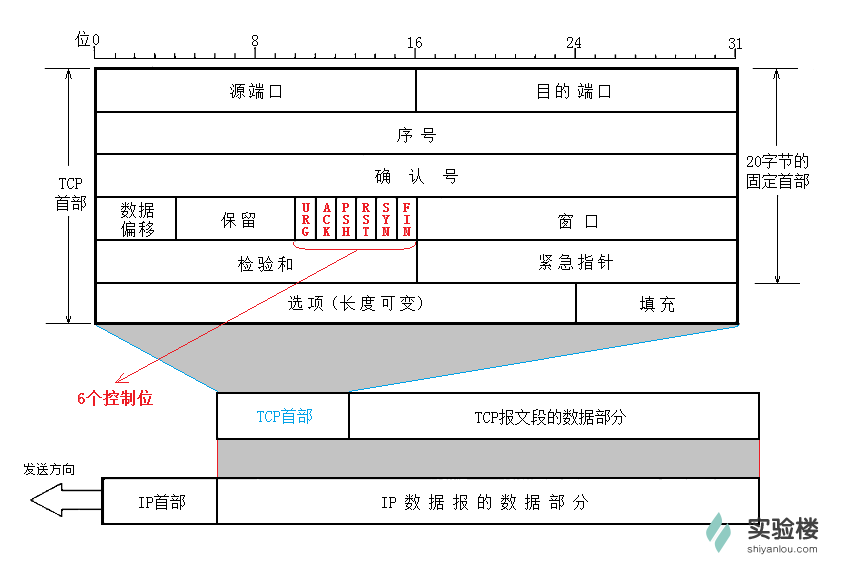 位 0 8 16 24 31
源端口 目的端口
序号
TCP
首部
20字节的
固定首部
确认号
数据
偏移
保留
URG ACK PSH RST SYN FIN
窗口
检验和 紧急指针
选项(长度可变) 填充
6个控制位
TCP首部 TCP报文段的数据部分
发送方向
IP首部 IP数据报的数据部分
实验楼
shiyanlou.com